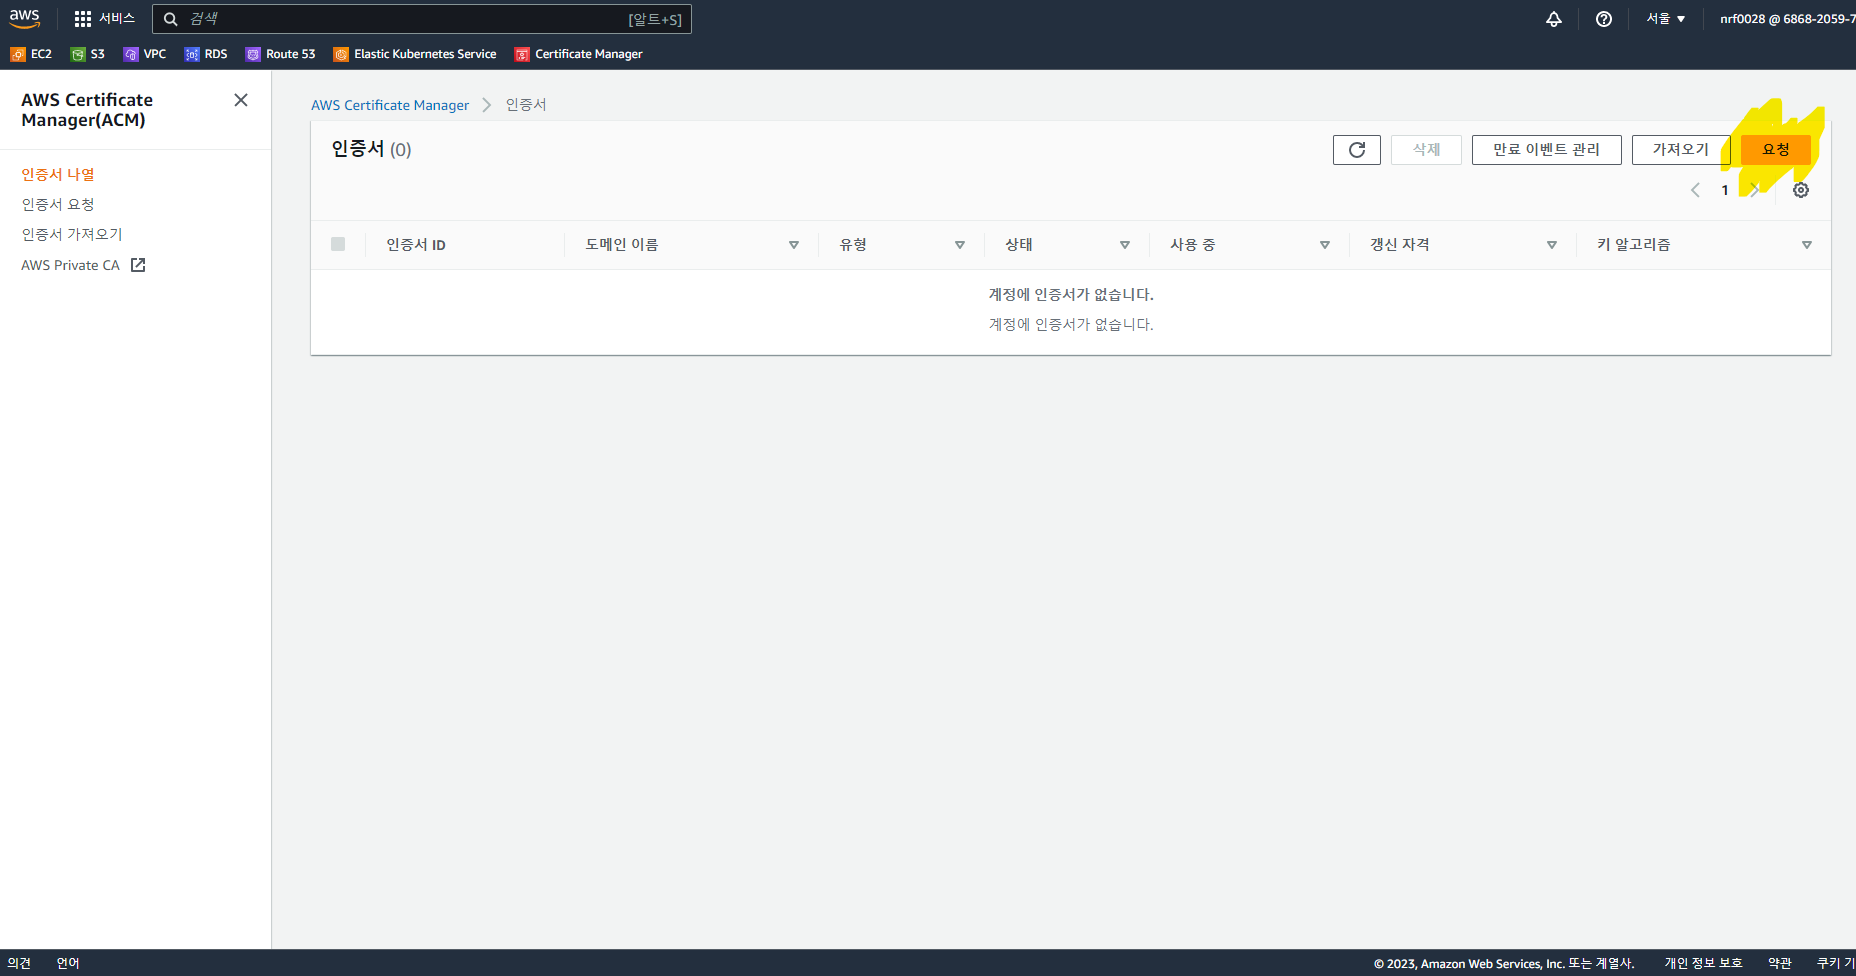 aws 서비스 검색 [알트+S] 서울 ▼ nrf0028 @ 6868-2059-7
EC2 S3 VPC RDS Route 53 Elastic Kubernetes Service Certificate Manager
AWS Certificate
Manager(ACM)
인증서 나열
인증서 요청
인증서 가져오기
AWS Private CA
AWS Certificate Manager > 인증서
인증서 (0) 삭제 만료 이벤트 관리 가져오기 요청
1
인증서 ID 도메인 이름 유형 상태 사용 중 갱신 자격 키 알고리즘
계정에 인증서가 없습니다.
계정에 인증서가 없습니다.
의견 언어 © 2023, Amazon Web Services, Inc. 또는 계열사. 개인 정보 보호 약관 쿠키 기